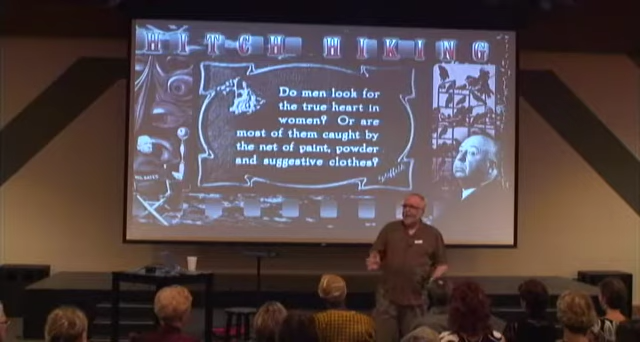 HITCH HIKING
Do men look for
the true heart in
women? Or are
most of them caught by
the net of paint, powder
and suggestive clothes?